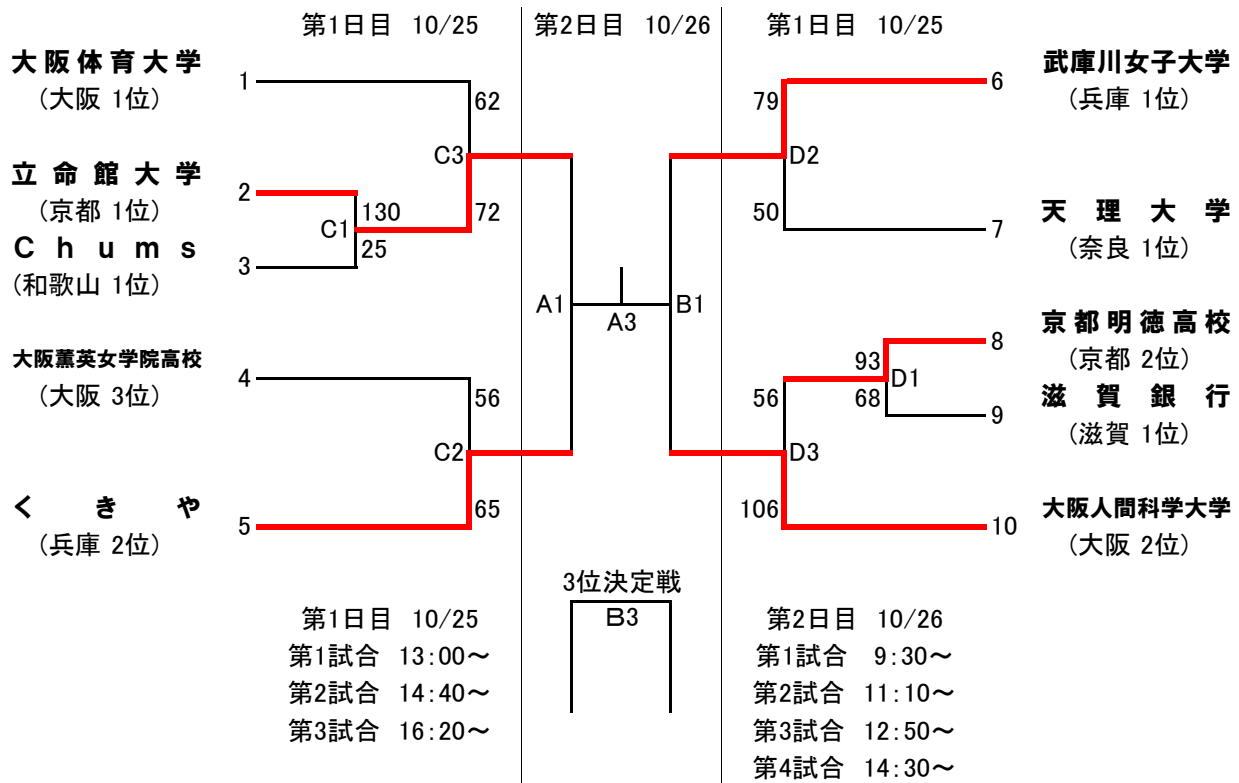 第1日目 10/25
第2日目 10/26
第1日目 10/25
大阪体育大学
(大阪 1位)
1
62
C3
立命館大学
(京都 1位)
2
130
C1
25
72
Chums
(和歌山 1位)
3
大阪薫英女学院高校
(大阪 3位)
4
56
C2
くきや
(兵庫 2位)
5
65
A1
A3
B1
79
6
武庫川女子大学
(兵庫 1位)
D2
50
7
天理大学
(奈良 1位)
93
8
京都明徳高校
(京都 2位)
56
D1
68
9
滋賀銀行
(滋賀 1位)
D3
106
10
大阪人間科学大学
(大阪 2位)
3位決定戦
B3
第1日目 10/25
第1試合 13:00~
第2試合 14:40~
第3試合 16:20~
第2日目 10/26
第1試合 9:30~
第2試合 11:10~
第3試合 12:50~
第4試合 14:30~